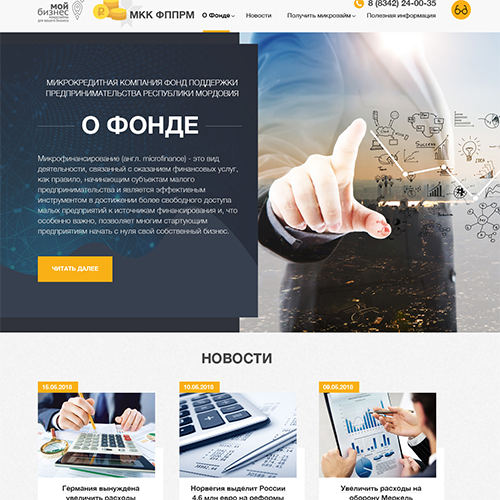 мой
бизнес
МКК ФППРМ
О Фонде
Новости
Получить микрозайм
Полезная информация
8 (8342) 24-00-35
МИКРОКРЕДИТНАЯ КОМПАНИЯ ФОНД ПОДДЕРЖКИ
ПРЕДПРИНИМАТЕЛЬСТВА РЕСПУБЛИКИ МОРДОВИЯ
О ФОНДЕ
Микрофинансирование (англ. microfinance) - это вид
деятельности, связанный с оказанием финансовых услуг,
как правило, начинающим субъектам малого
предпринимательства и является эффективным
инструментом в достижении более свободного доступа
малых предприятий к источникам финансирования и, что
особенно важно, позволяет многим стартующим
предприятиям начать с нуля свой собственный бизнес.
ЧИТАТЬ ДАЛЕЕ
SUCCESS
НОВОСТИ
15.05.2018
10.05.2018
09.05.2018
Германия вынуждена
увеличить расходы
Норвегия выделит России
4,6 млн евро на реформы
Увеличить расходы на
оборону Меркель